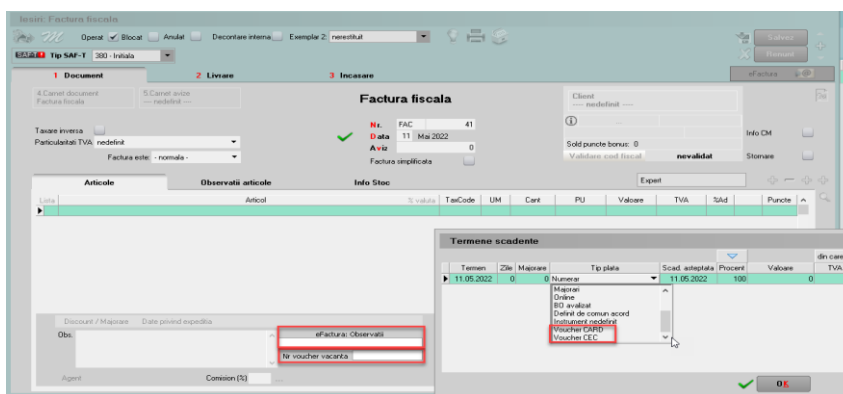 Iesiri: Factura fiscala
Operat Blocat Anulat Decontare interna Exemplar 2: nerestituit Salvez
Renunt
Tip SAF-T 380 - Initiala
1 Document 2 Livrare 3 Incasare eFactura
4.Carnet document 5.Carnet avize
Factura fiscala --- nedefinit ---
Factura fiscala
Client
---- nedefinit ----
Nr. FAC 41
Data 11 Mai 2022
Aviz 0
Factura simplificata
Taxare inversa
Particularitati TVA nedefinit
Factura este: - normala -
Sold puncte bonus: 0
Validare cod fiscal nevalidat
Info CM
Stornare
Expert
Articole Observatii articole Info Stoc
Lista Articol % valuta TaxCode UM Cant PU Valoare TVA %Ad Puncte
Termene scadente
din care
Termen Zile Majorare Tip plata Scad. asteptata Procent Valoare TVA
11.05.2022 0 0 Numerar 11.05.2022 100 0
Majorari
Online
BO avalizat
Definit de comun acord
Instrument nedefinit
Voucher CARD
Voucher CEC
Discount / Majorare Date privind expeditia
Obs.
eFactura: Observatii
Nr voucher vacanta
Agent Comision (%) ....
OK